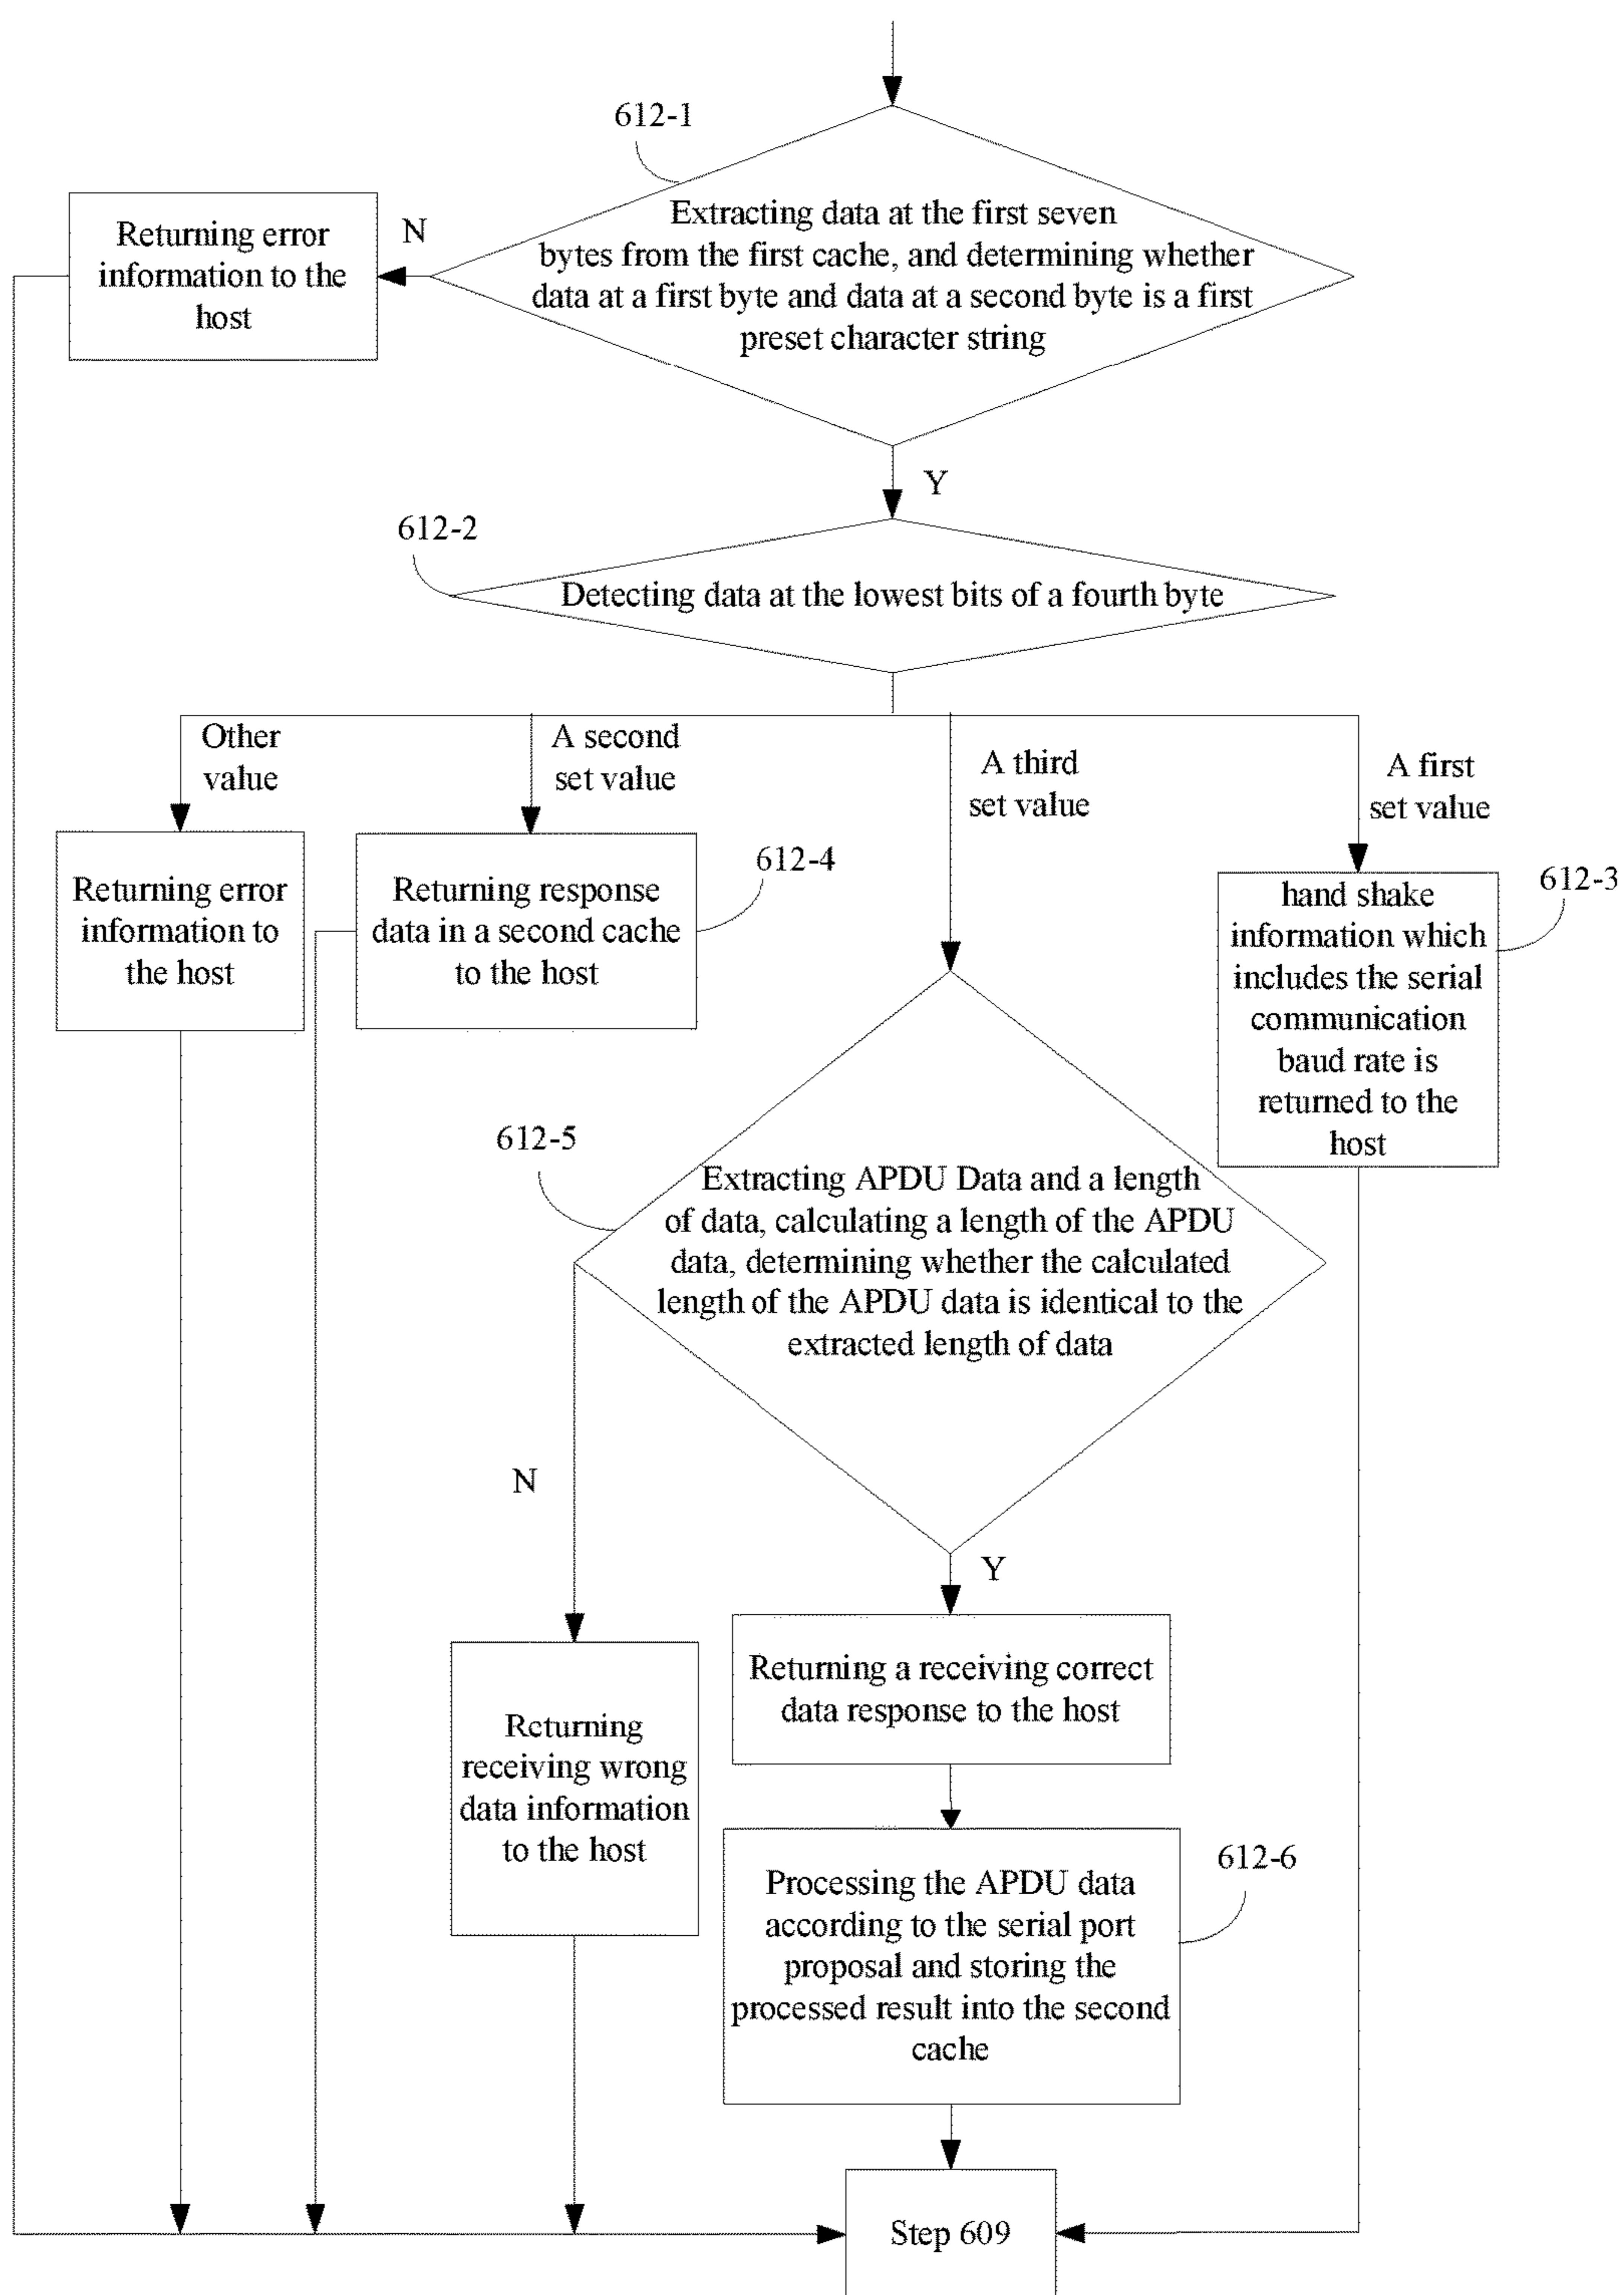 612-1
Extracting data at the first seven
bytes from the first cache, and determining whether
data at a first byte and data at a second byte is a first
preset character string
N
Returning error
information to the
host
Y
612-2
Detecting data at the lowest bits of a fourth byte
Other
value
A second
set value
A third
set value
A first
set value
Returning error
information to
the host
Returning response
data in a second cache
to the host
612-4
hand shake
information which
includes the serial
communication
baud rate is
returned to the
host
612-3
612-5
Extracting APDU Data and a length
of data, calculating a length of the APDU
data, determining whether the calculated
length of the APDU data is identical to the
extracted length of data
N
Y
Returning
receiving wrong
data information
to the host
Returning a receiving correct
data response to the host
Processing the APDU data
according to the serial port
proposal and storing the
processed result into the second
cache
612-6
Step 609